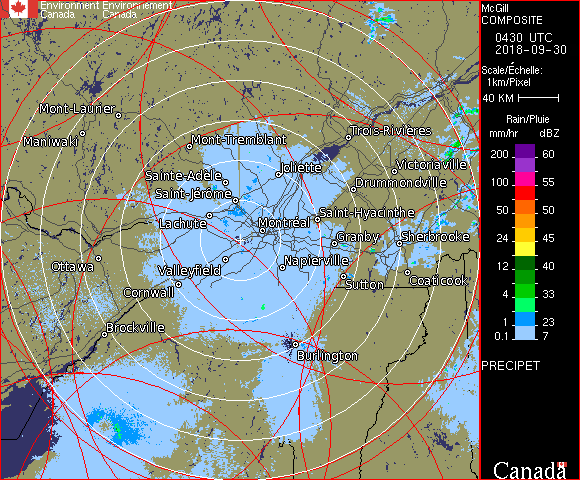 Environment Environnement
Canada Canada
McGill
COMPOSITE
0430 UTC
2018-09-30
Scale/Échelle:
1km/Pixel
40 KM
Rain/Pluie
mm/hr dBZ
200 60
100 55
50 50
24 45
12 40
4 33
1 23
0.1 7
PRECIPET
Canada
Mont-Laurier
Maniwaki
Mont-Tremblant
Trois-Rivières
Joliette
Victoriaville
Sainte-Adèle
Drummondville
Saint-Jérôme
Saint-Hyacinthe
Lachute
Montréal
Granby
Sherbrooke
Ottawa
Valleyfield
Napierville
Cornwall
Sutton
Coaticook
Brockville
Burlington